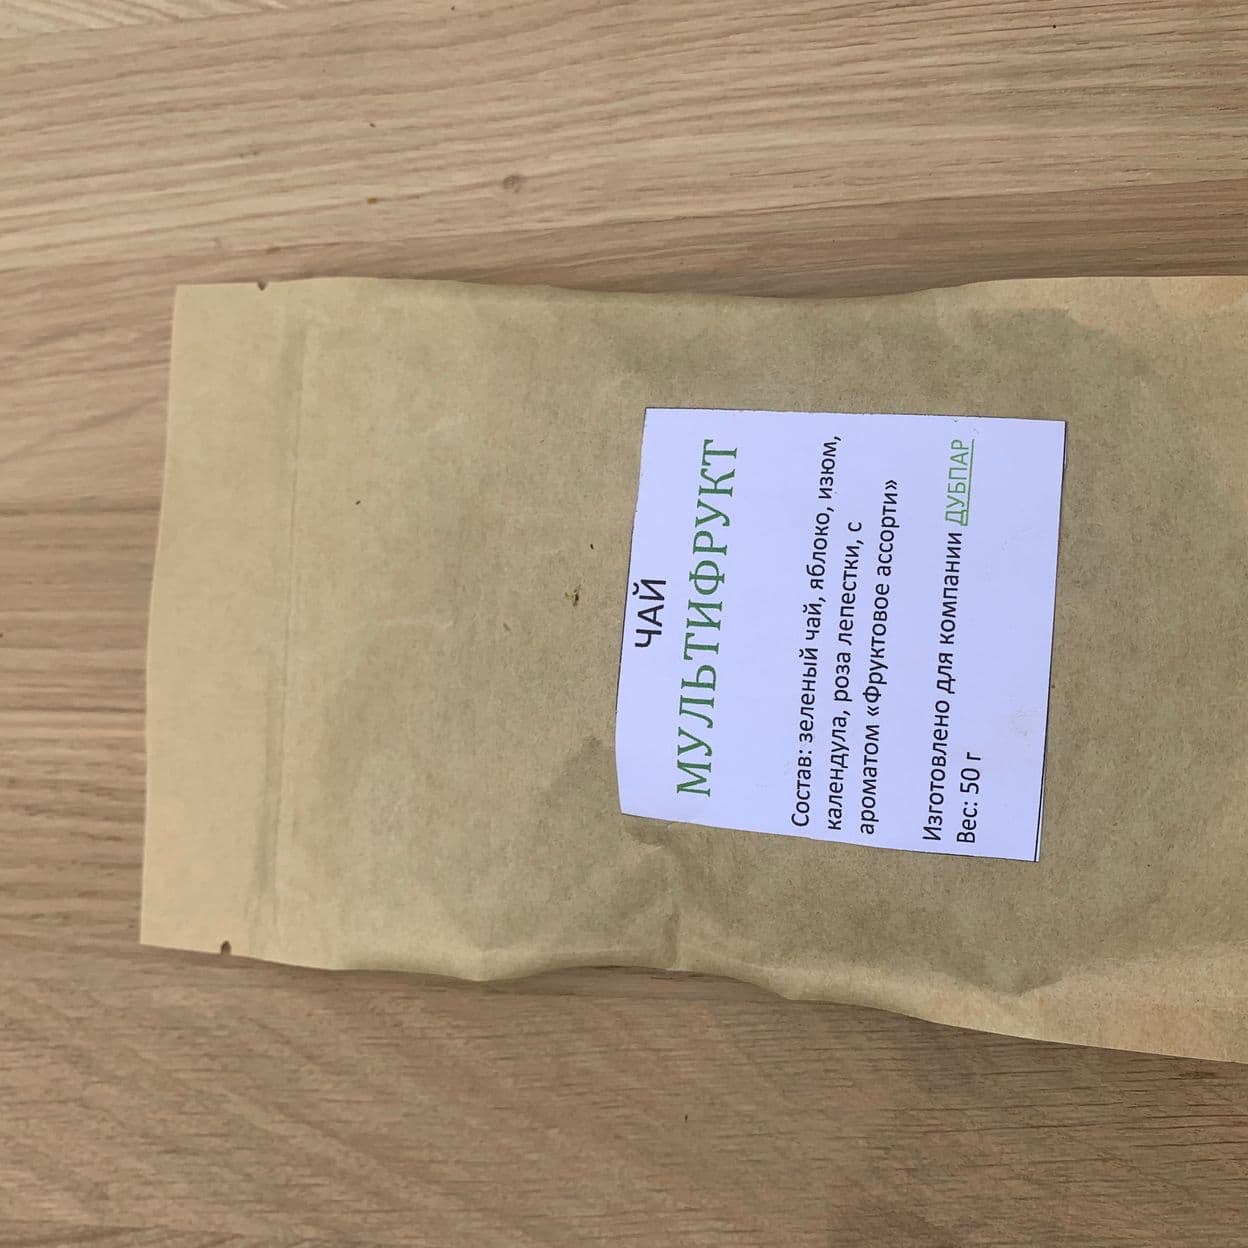 ЧАЙ
МУЛЬТИФРУКТ
Состав: зеленый чай, яблоко, изюм,
календула, роза лепестки, с
ароматом «Фруктовое ассорти»
Изготовлено для компании ДУБПАР
Вес: 50 г